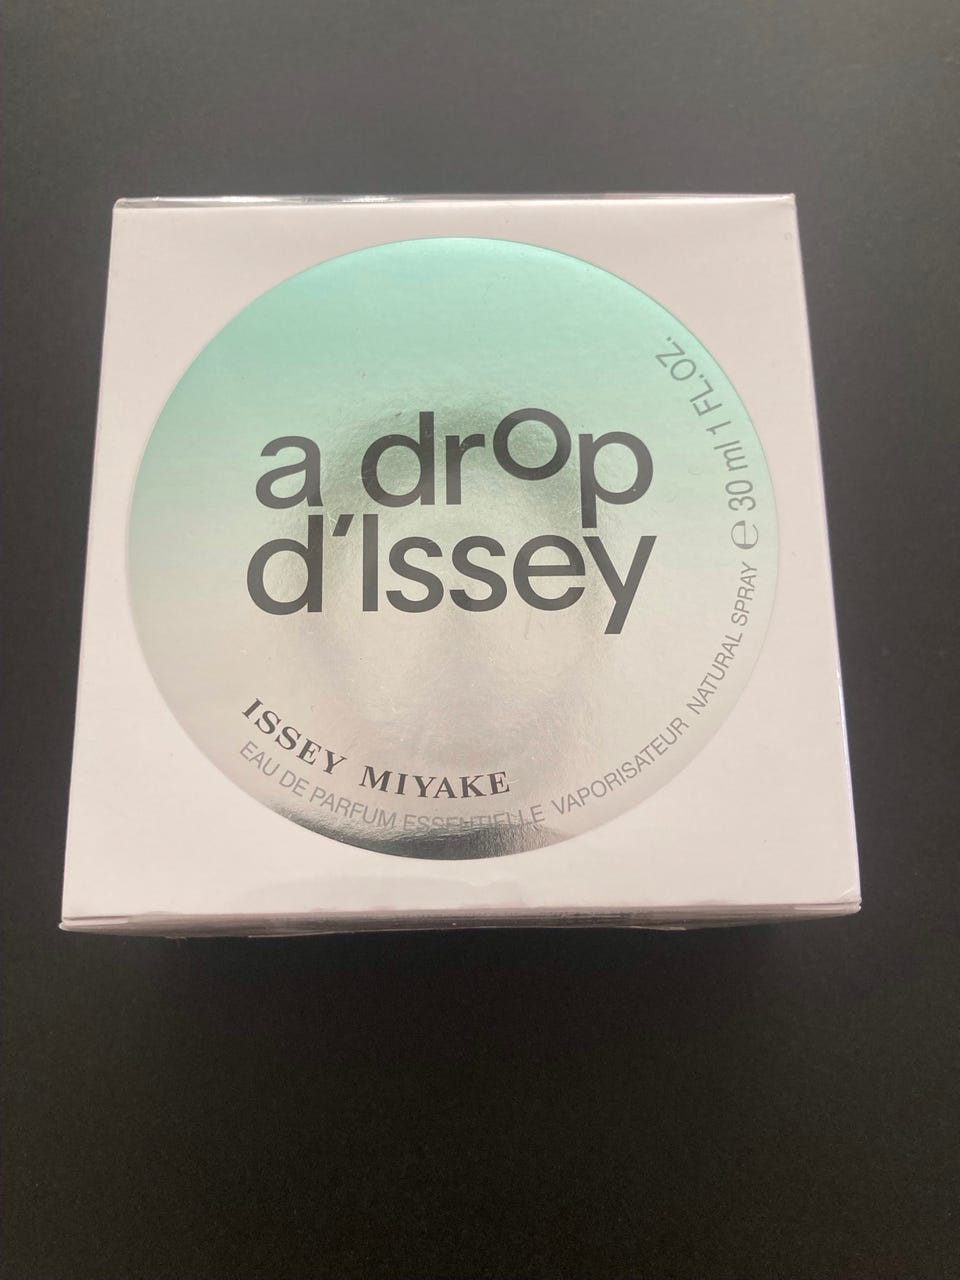 a drop
d'Issey
ISSEY MIYAKE
EAU DE PARFUM ESSENTIELLE VAPORISATEUR NATURAL SPRAY ℮ 30 ml 1 FL.OZ.